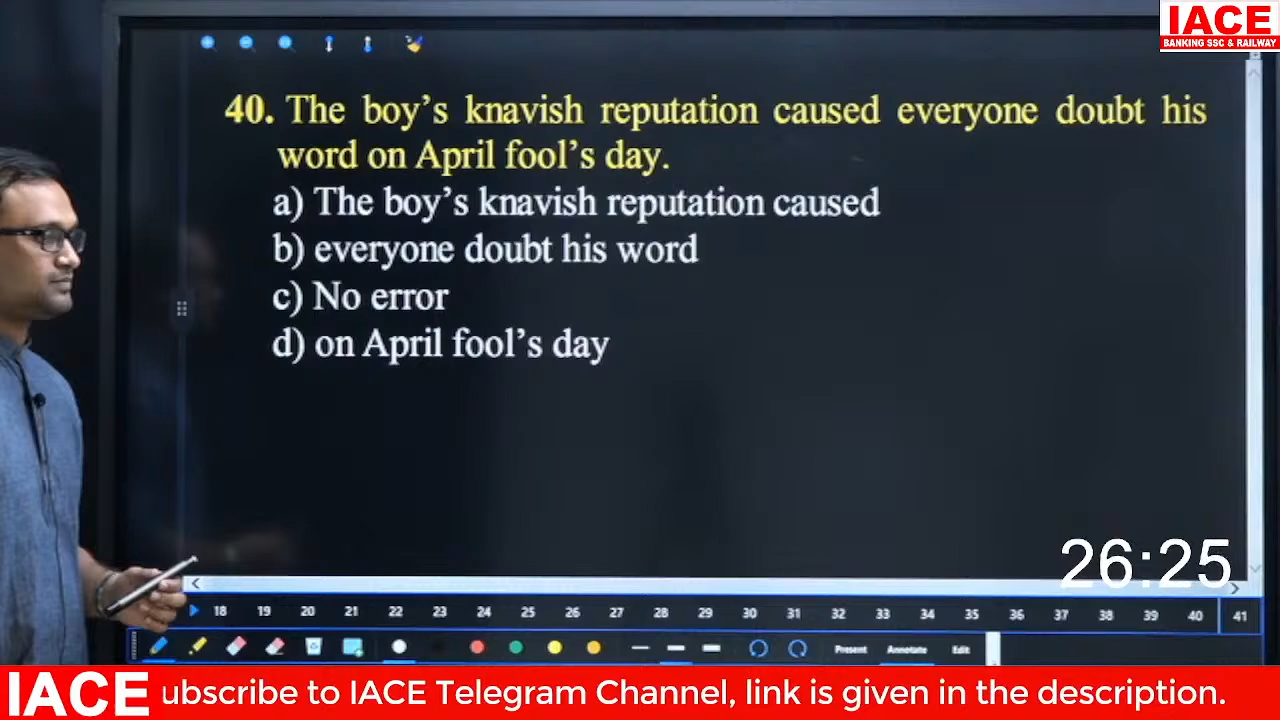 IACE
BANKING SSC & RAILWAY
40. The boy's knavish reputation caused everyone doubt his
word on April fool's day.
a) The boy's knavish reputation caused
b) everyone doubt his word
c) No error
d) on April fool's day
26:25
18 19 20 21 22 23 24 25 26 27 28 29 30 31 32 33 34 35 36 37 38 39 40 41
Present Annotate Edit
IACE ubscribe to IACE Telegram Channel, link is given in the description.